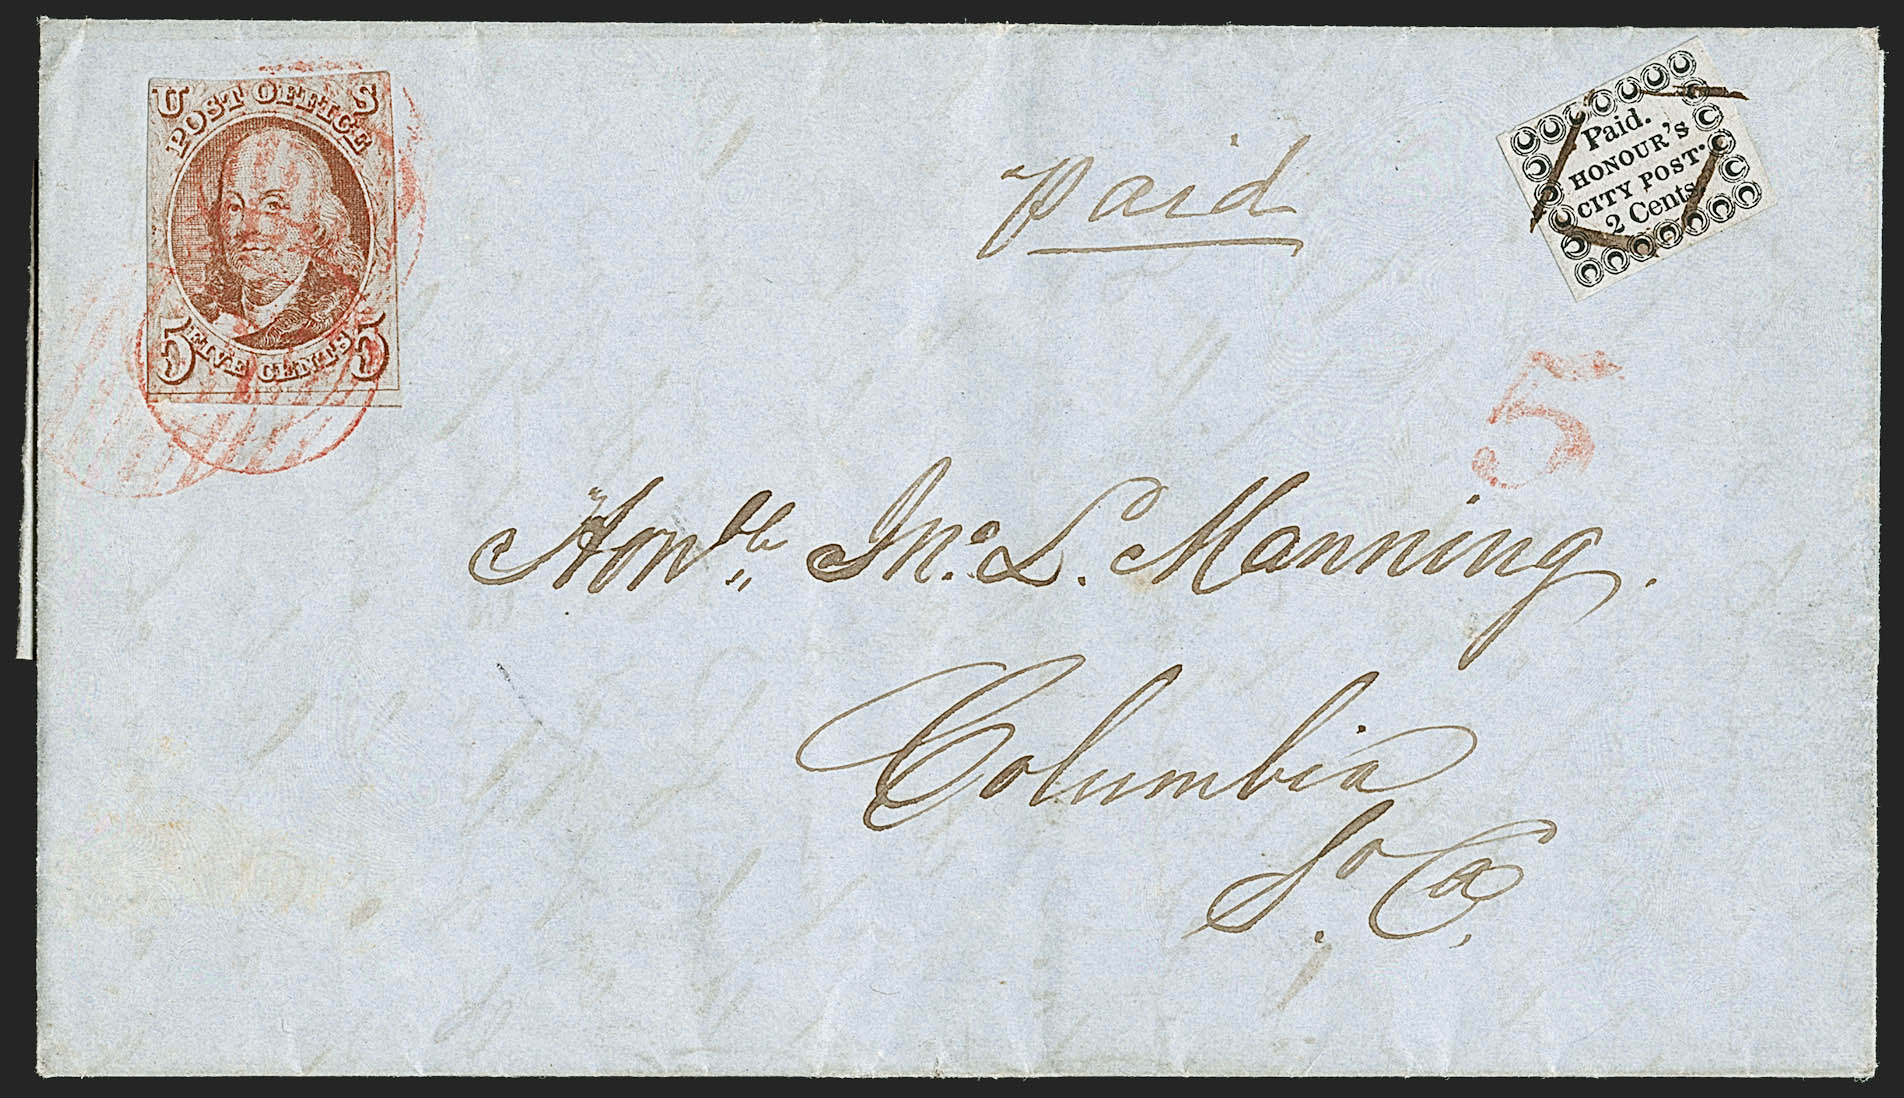 U S
POST OFFICE
5 FIVE CENTS 5
Paid
Paid.
HONOUR'S
CITY POST.
2 Cents
5
Honble Jno. L. Manning.
Columbia
So. Ca.